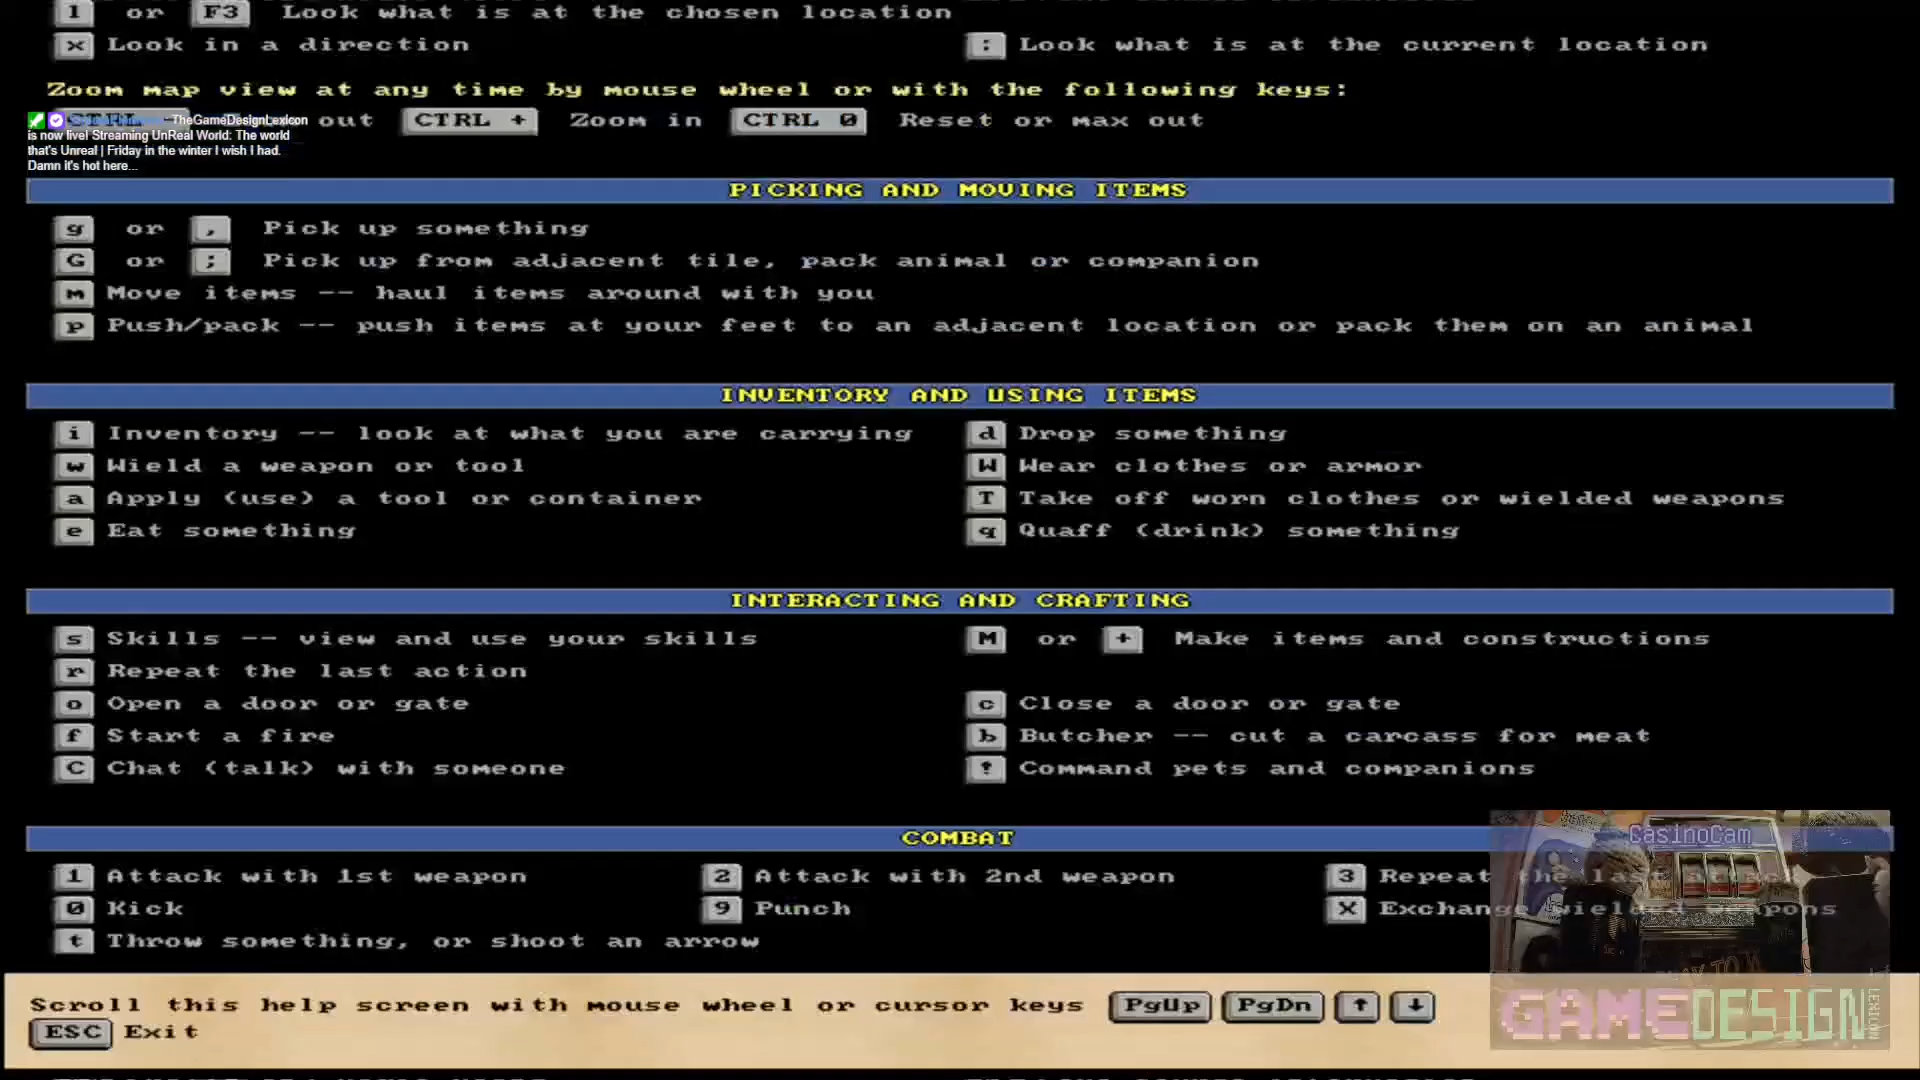 l or F3 Look what is at the chosen location
x Look in a direction : Look what is at the current location
Zoom map view at any time by mouse wheel or with the following keys:
out CTRL + Zoom in CTRL 0 Reset or max out
TheGameDesignLexicon
is now live! Streaming UnReal World: The world
that's Unreal | Friday in the winter I wish I had.
Damn it's hot here...
PICKING AND MOVING ITEMS
g or , Pick up something
G or ; Pick up from adjacent tile, pack animal or companion
m Move items -- haul items around with you
p Push/pack -- push items at your feet to an adjacent location or pack them on an animal
INVENTORY AND USING ITEMS
i Inventory -- look at what you are carrying d Drop something
w Wield a weapon or tool W Wear clothes or armor
a Apply (use) a tool or container T Take off worn clothes or wielded weapons
e Eat something q Quaff (drink) something
INTERACTING AND CRAFTING
s Skills -- view and use your skills M or + Make items and constructions
r Repeat the last action
o Open a door or gate c Close a door or gate
f Start a fire b Butcher -- cut a carcass for meat
C Chat (talk) with someone ! Command pets and companions
COMBAT
CasinoCam
1 Attack with 1st weapon 2 Attack with 2nd weapon 3 Repeat the last attack
0 Kick 9 Punch X Exchange wielded weapons
t Throw something, or shoot an arrow
Scroll this help screen with mouse wheel or cursor keys PgUp PgDn ↑ ↓
ESC Exit
GAMEDESIGN
LEXICON